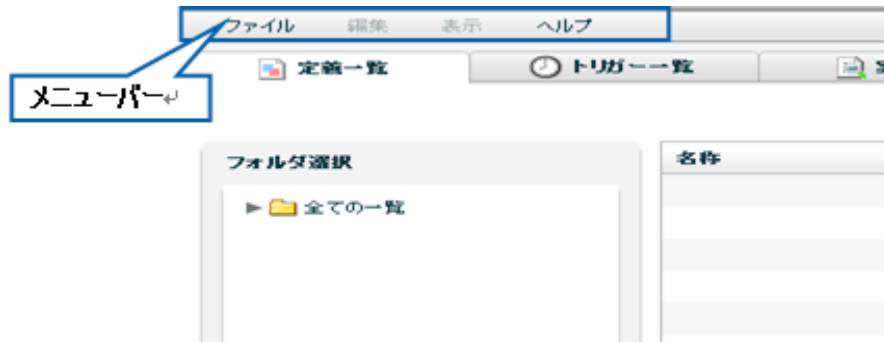 ファイル 編集 表示 ヘルプ
定義一覧 トリガー一覧
メニューバー↵
フォルダ選択 名称
全ての一覧